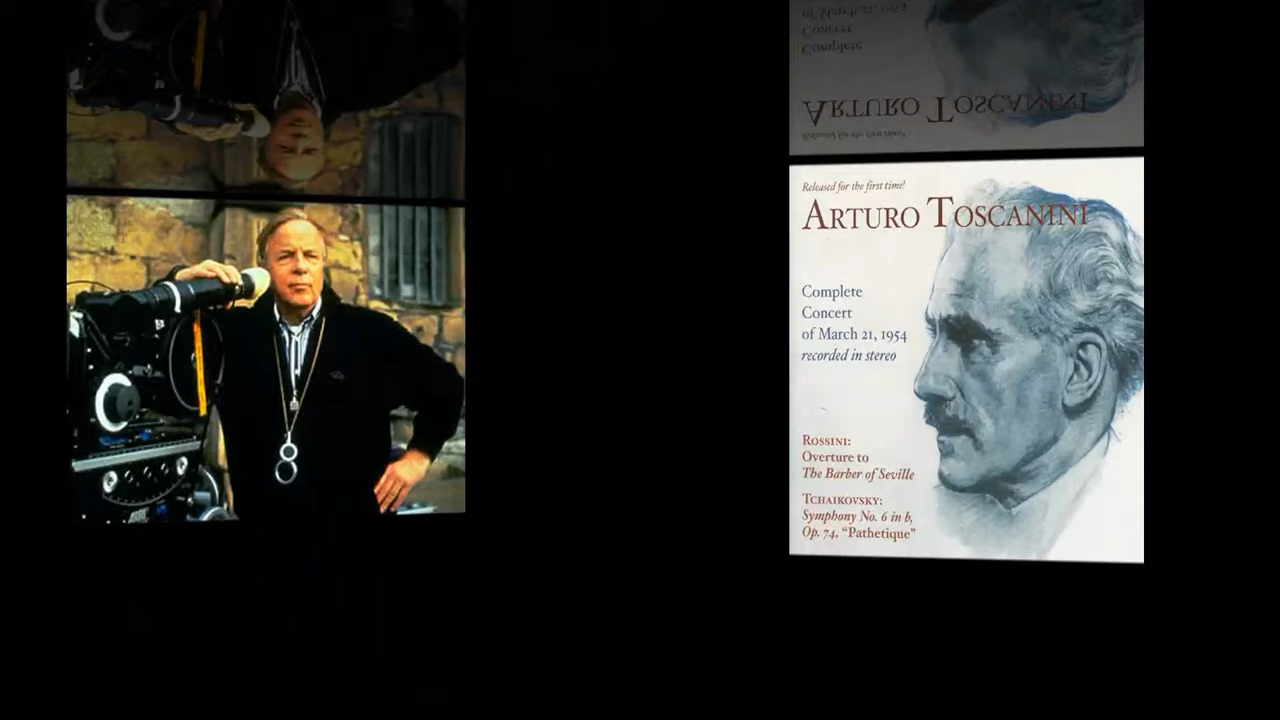 Released for the first time!
ARTURO TOSCANINI
Complete
Concert
of March 21, 1954
recorded in stereo
ROSSINI:
Overture to
The Barber of Seville
TCHAIKOVSKY:
Symphony No. 6 in b,
Op. 74, "Pathetique"